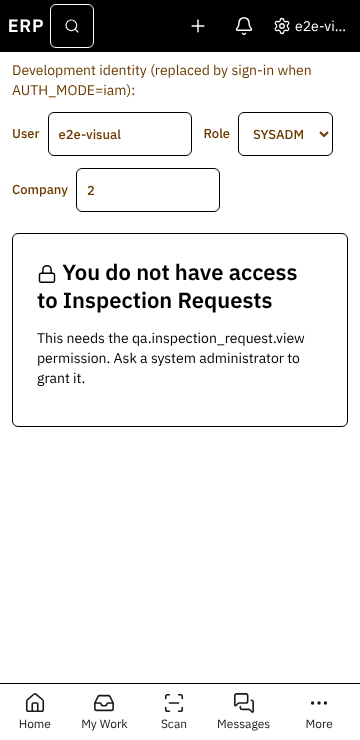 ERP
e2e-vi...
Development identity (replaced by sign-in when
AUTH_MODE=iam):
User e2e-visual Role SYSADM
Company 2
You do not have access
to Inspection Requests
This needs the qa.inspection_request.view
permission. Ask a system administrator to
grant it.
Home My Work Scan Messages More